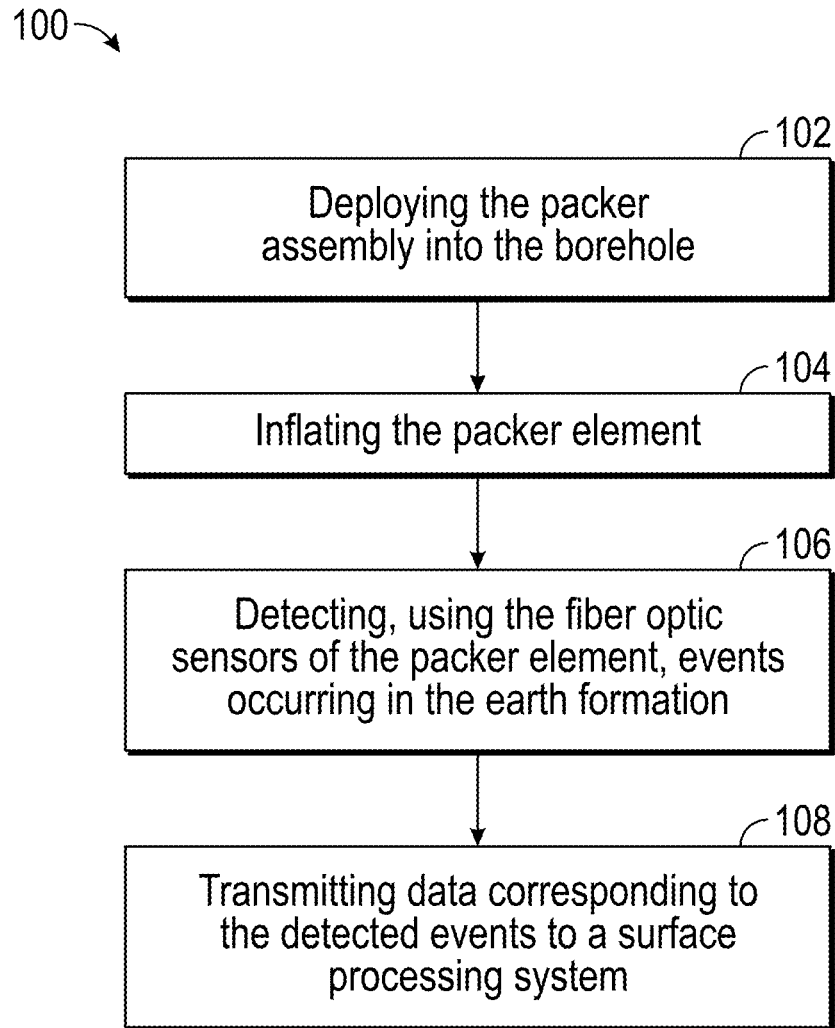 100
102
Deploying the packer
assembly into the borehole
104
Inflating the packer element
106
Detecting, using the fiber optic
sensors of the packer element, events
occurring in the earth formation
108
Transmitting data corresponding to
the detected events to a surface
processing system